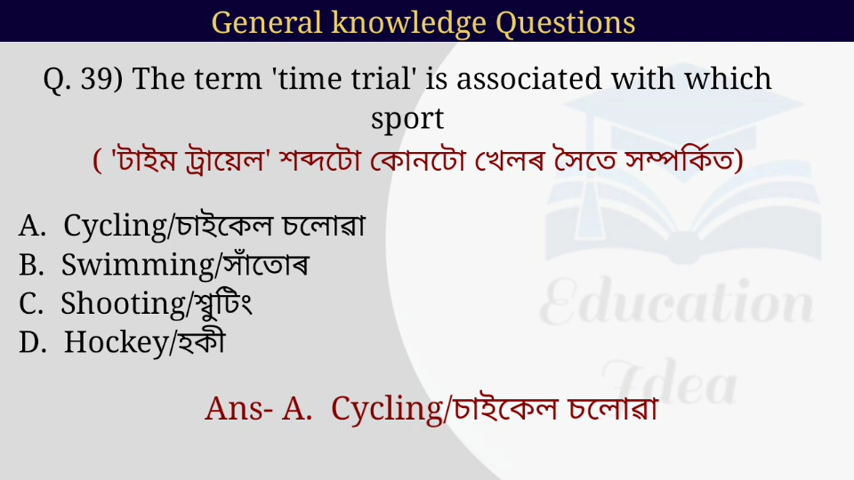 General knowledge Questions
Q. 39) The term 'time trial' is associated with which
sport
( 'টাইম ট্রায়েল' শব্দটো কোনটো খেলৰ সৈতে সম্পৰ্কিত)
A. Cycling/চাইকেল চলোৱা
B. Swimming/সাঁতোৰ
C. Shooting/শ্বুটিং
D. Hockey/হকী
Education
Idea
Ans- A. Cycling/চাইকেল চলোৱা